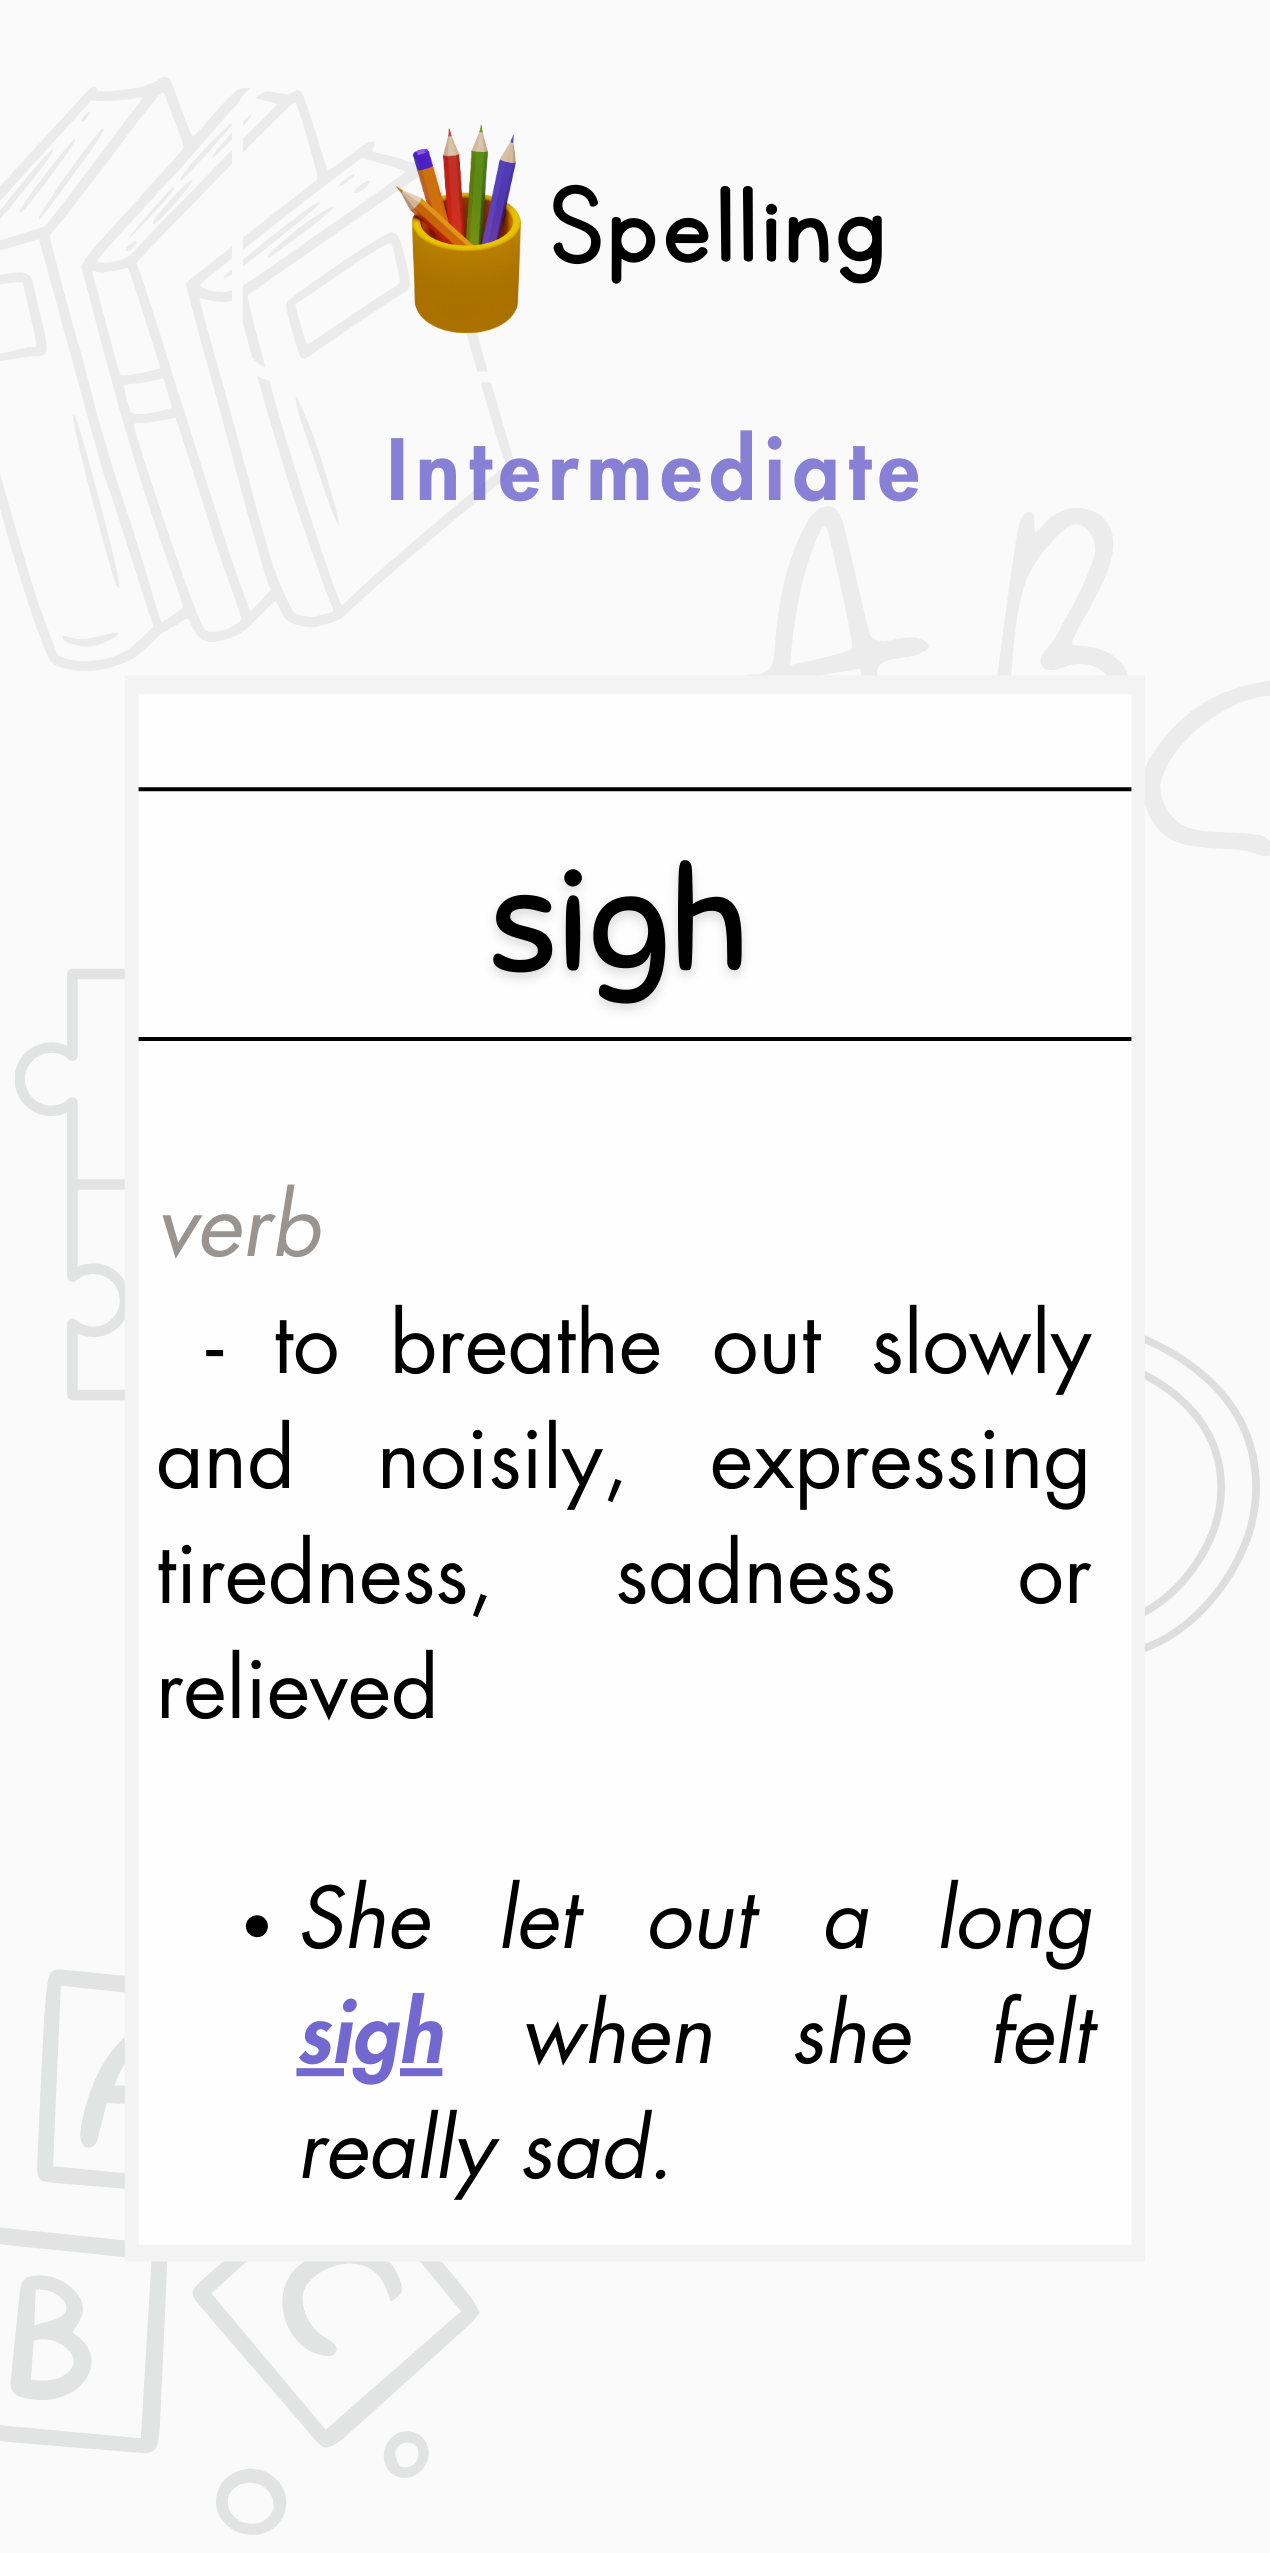 Spelling
Intermediate
A B
C
sigh
verb
- to breathe out slowly
and noisily, expressing
tiredness, sadness or
relieved
• She let out a long
sigh when she felt
really sad.
A
B C